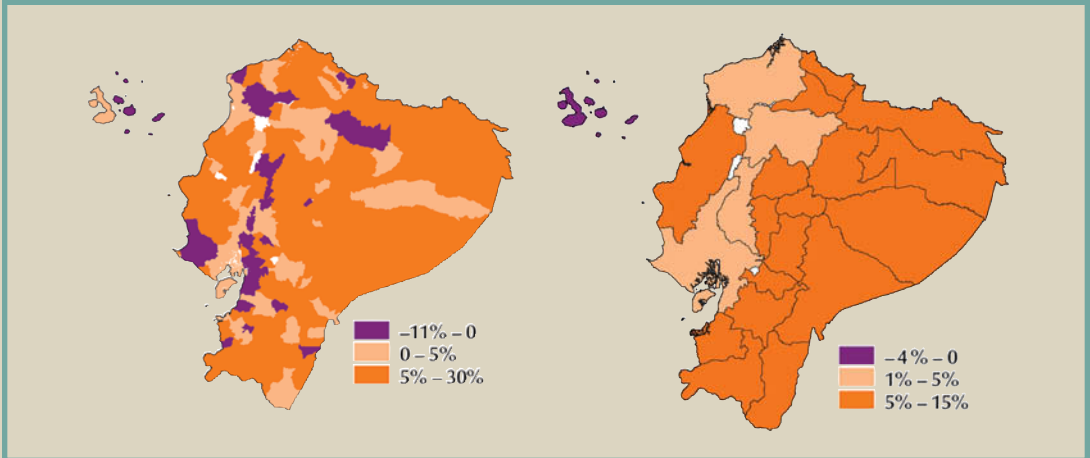 –11% – 0
0 – 5%
5% – 30%
– 4 % – 0
1% – 5%
5% – 15%